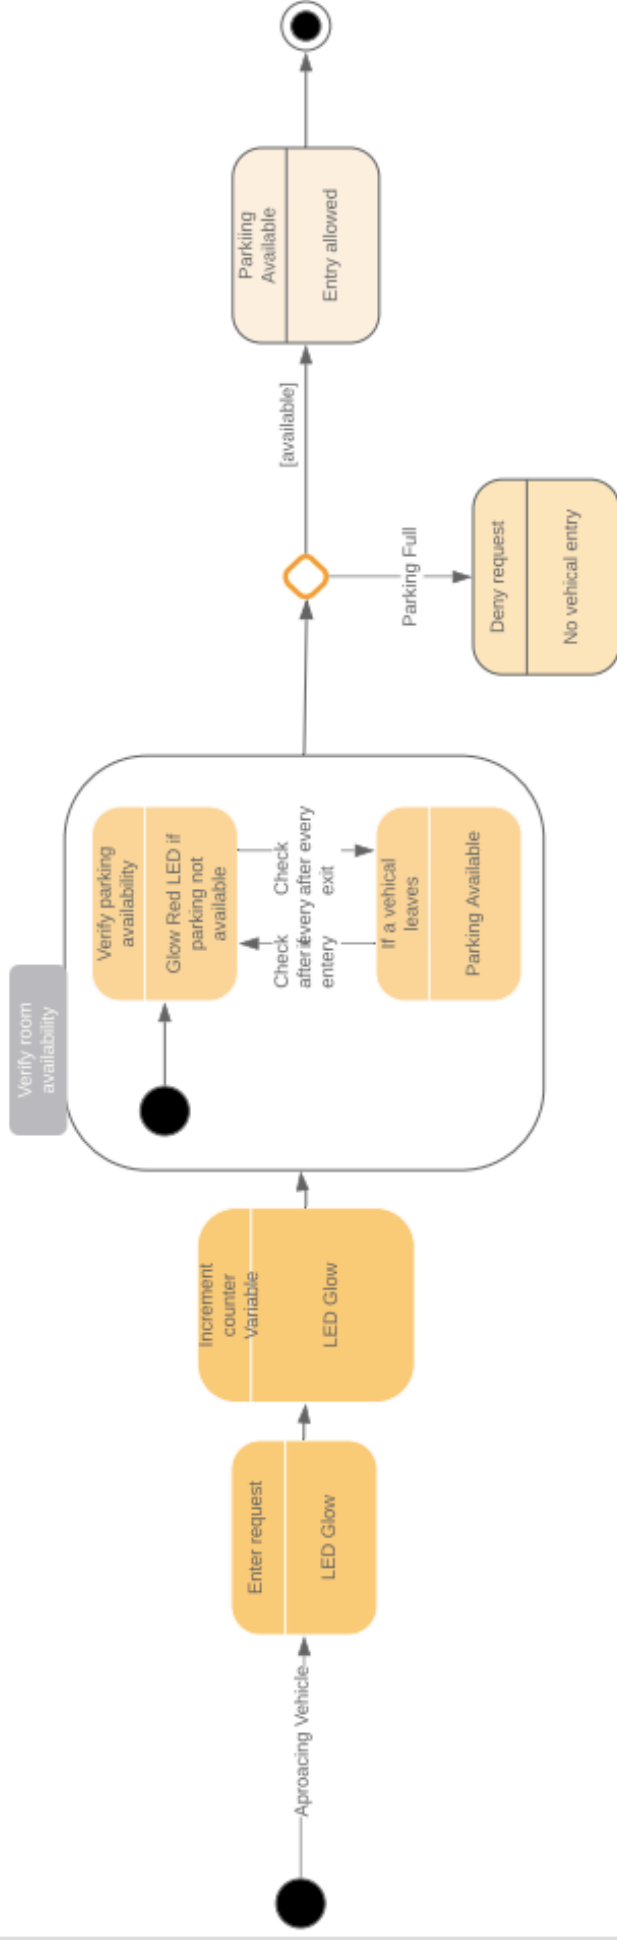 Aproacing Vehicle
Enter request
LED Glow
Increment
counter
Variable
LED Glow
Verify room
availability
Verify parking
availability
Glow Red LED if
parking not
available
Check
after every
entery
Check
after every
exit
If a vehical
leaves
Parking Available
Parking Full
Deny request
No vehical entry
[available]
Parkiing
Available
Entry allowed